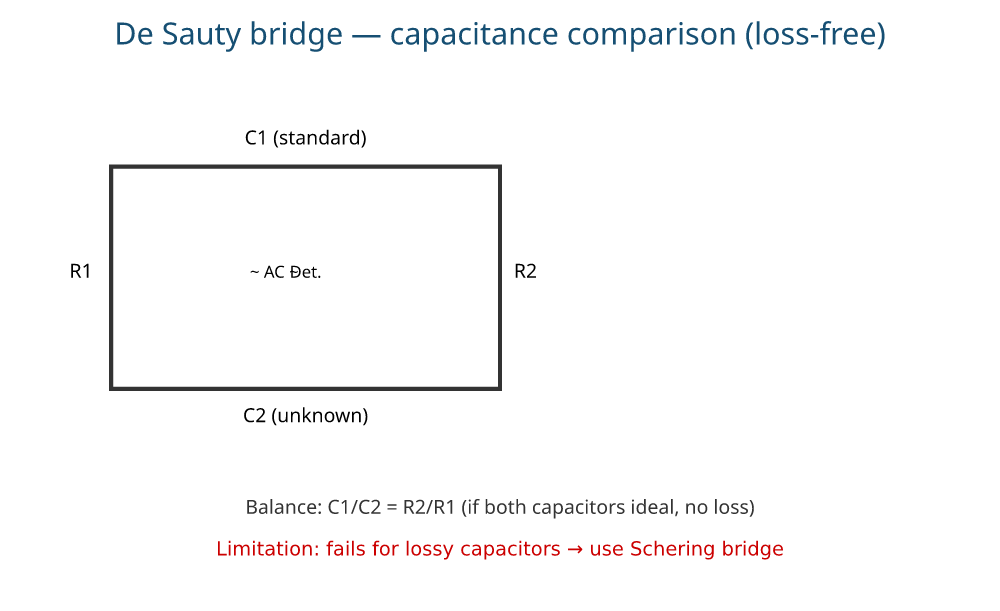 De Sauty bridge — capacitance comparison (loss-free)
C1 (standard)
R1
~ AC Det.
R2
C2 (unknown)
Balance: C1/C2 = R2/R1 (if both capacitors ideal, no loss)
Limitation: fails for lossy capacitors → use Schering bridge